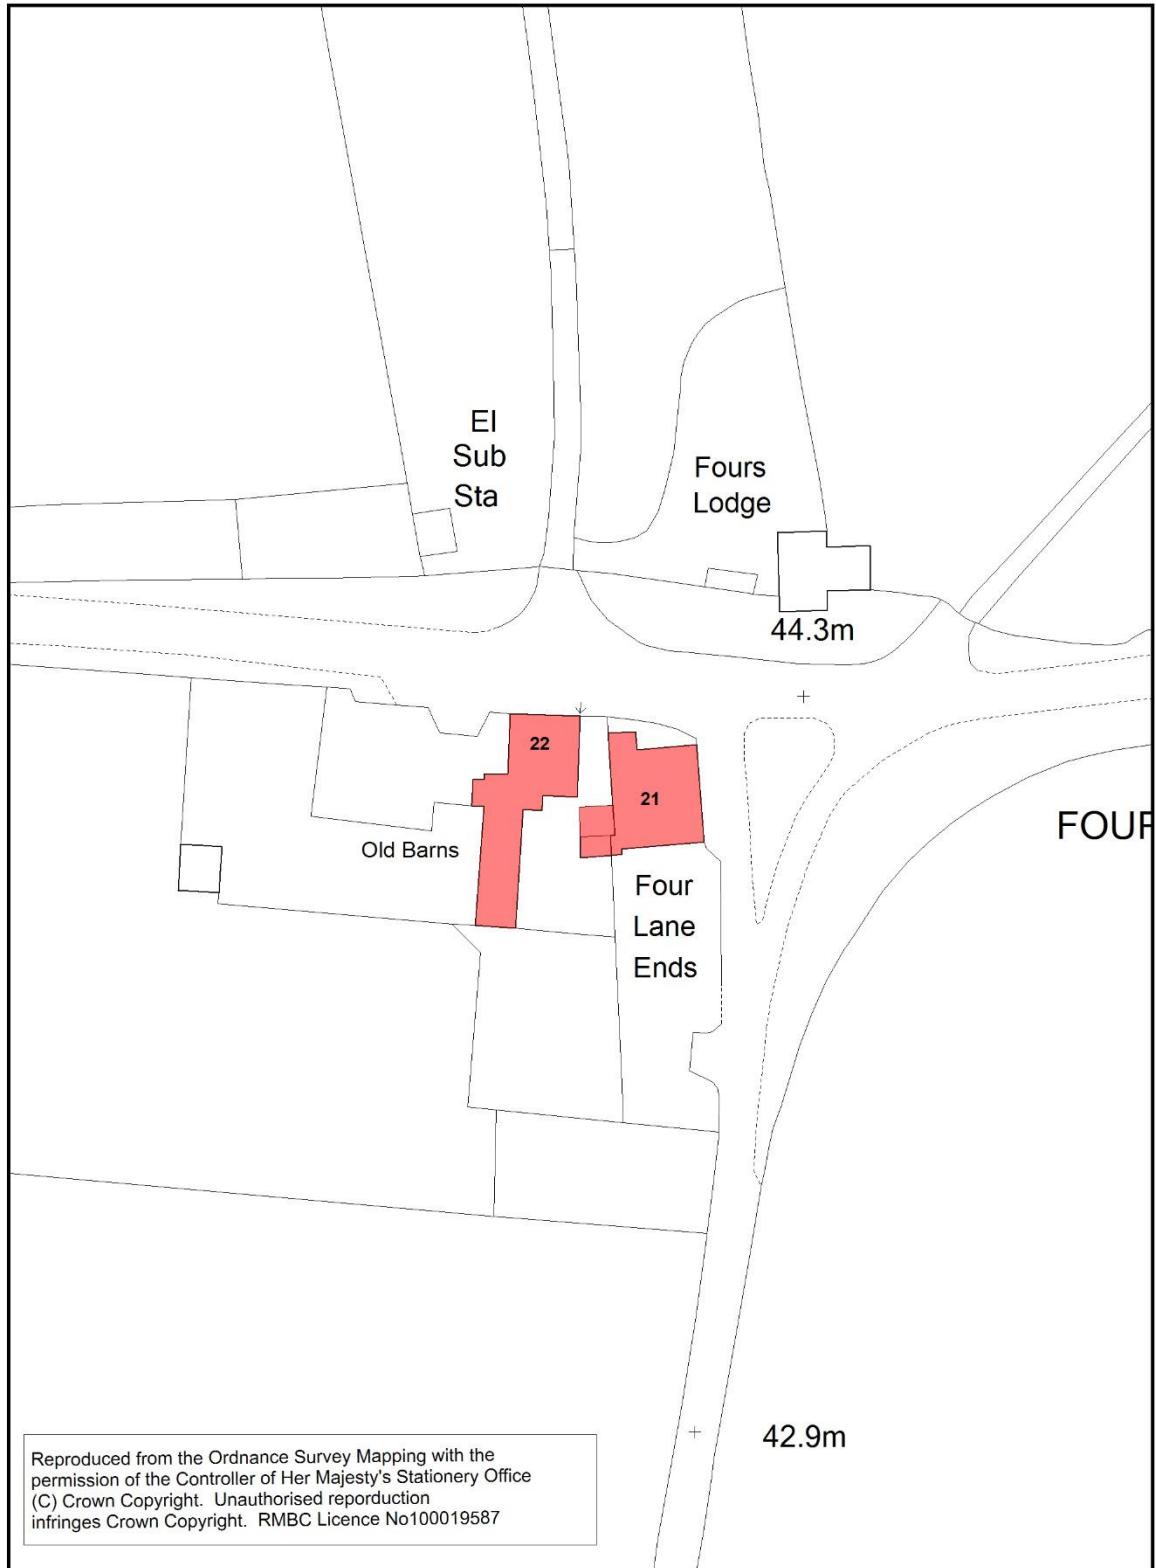 El
Sub
Sta
Fours
Lodge
44.3m
22
21
FOUR
Old Barns
Four
Lane
Ends
42.9m
Reproduced from the Ordnance Survey Mapping with the
permission of the Controller of Her Majesty's Stationery Office
(C) Crown Copyright.  Unauthorised reporduction
infringes Crown Copyright.  RMBC Licence No100019587